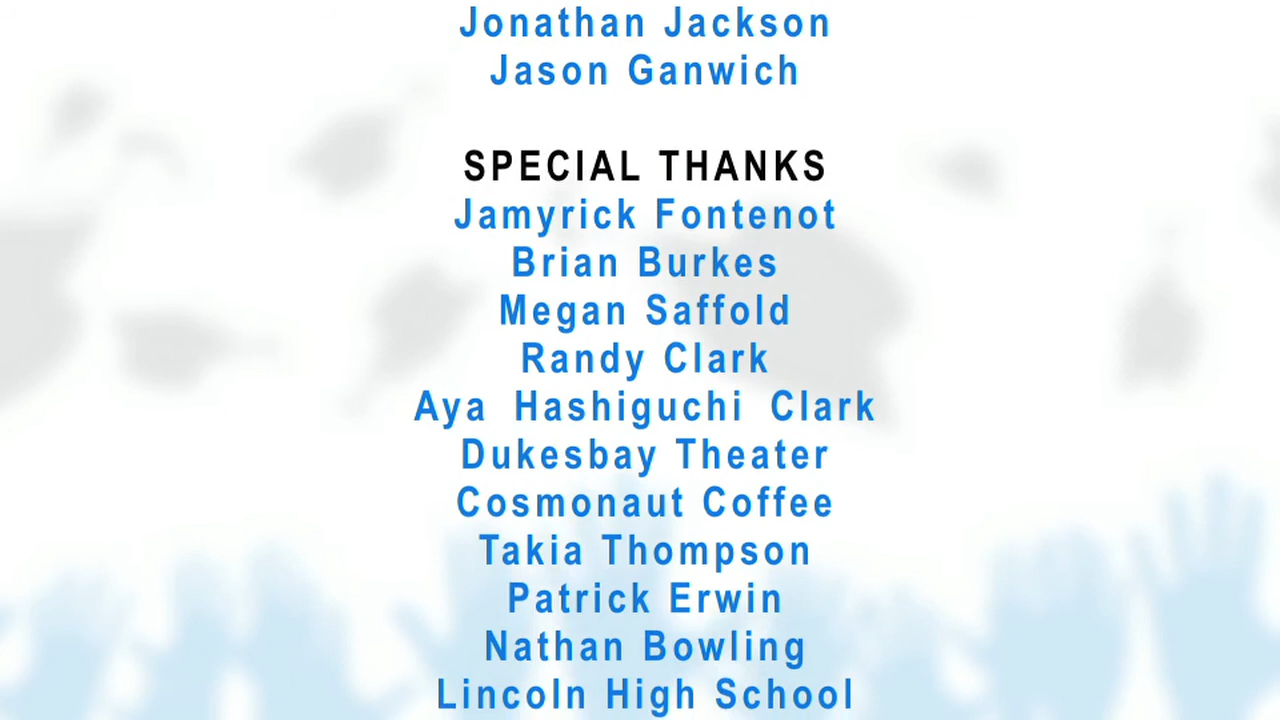 Jonathan Jackson
Jason Ganwich
SPECIAL THANKS
Jamyrick Fontenot
Brian Burkes
Megan Saffold
Randy Clark
Aya Hashiguchi Clark
Dukesbay Theater
Cosmonaut Coffee
Takia Thompson
Patrick Erwin
Nathan Bowling
Lincoln High School